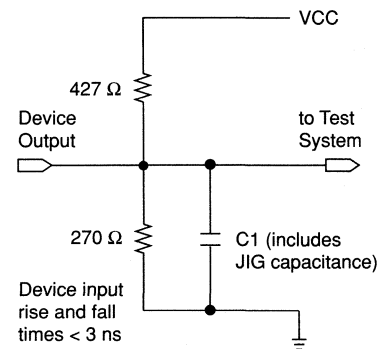 VCC
427 Ω
Device
Output
to Test
System
270 Ω
C1 (includes
JIG capacitance)
Device input
rise and fall
times < 3 ns